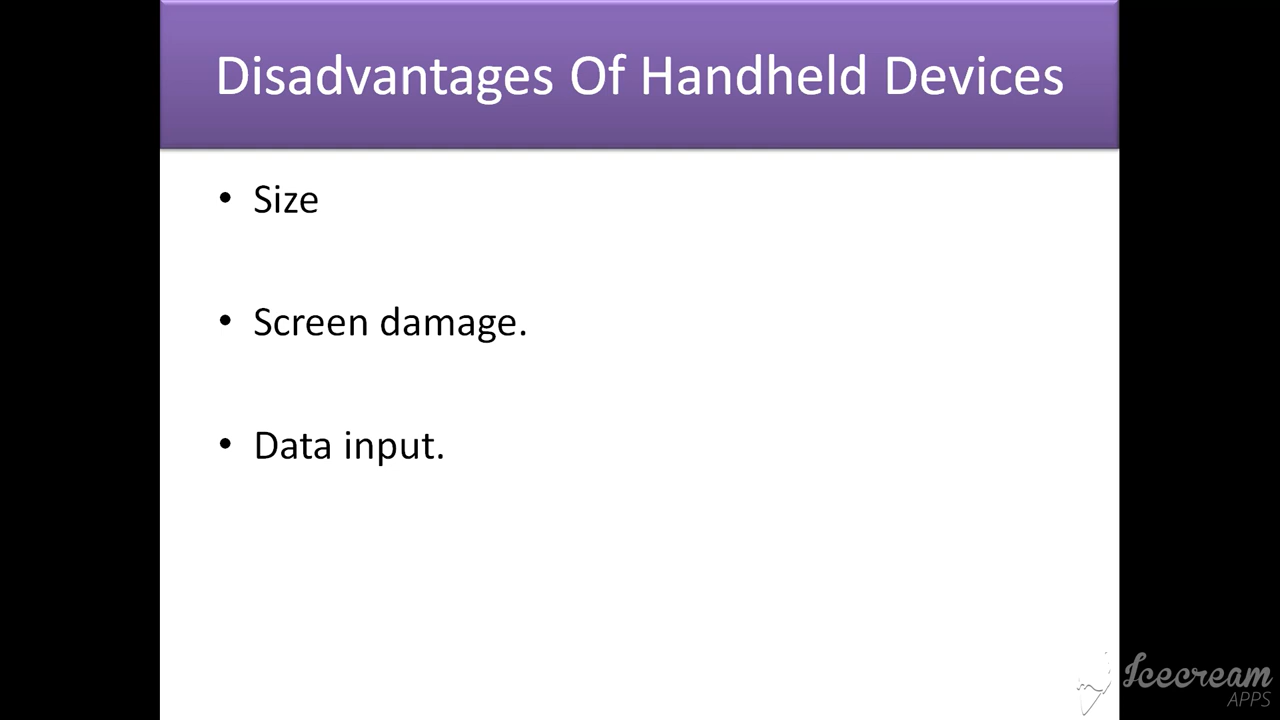 Disadvantages Of Handheld Devices
• Size
• Screen damage.
• Data input.
Icecream
APPS